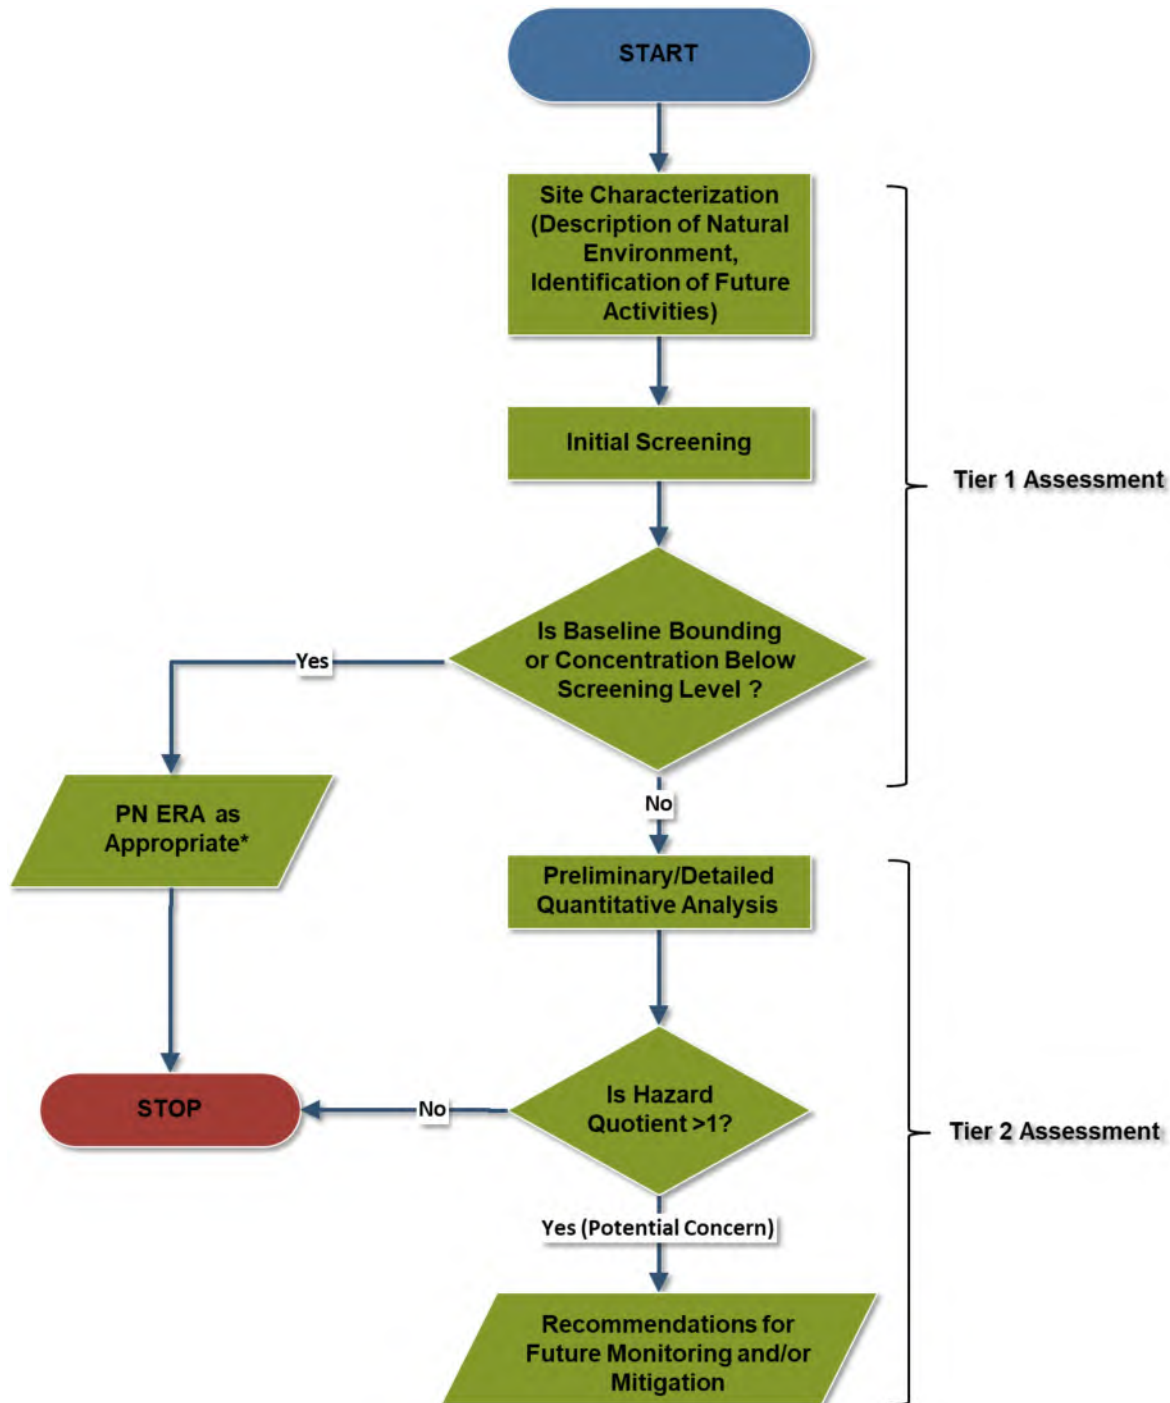 START
Site Characterization
(Description of Natural
Environment,
Identification of Future
Activities)
Initial Screening
Tier 1 Assessment
Is Baseline Bounding
or Concentration Below
Screening Level ?
Yes
No
PN ERA as
Appropriate*
Preliminary/Detailed
Quantitative Analysis
STOP
No
Is Hazard
Quotient >1?
Tier 2 Assessment
Yes (Potential Concern)
Recommendations for
Future Monitoring and/or
Mitigation